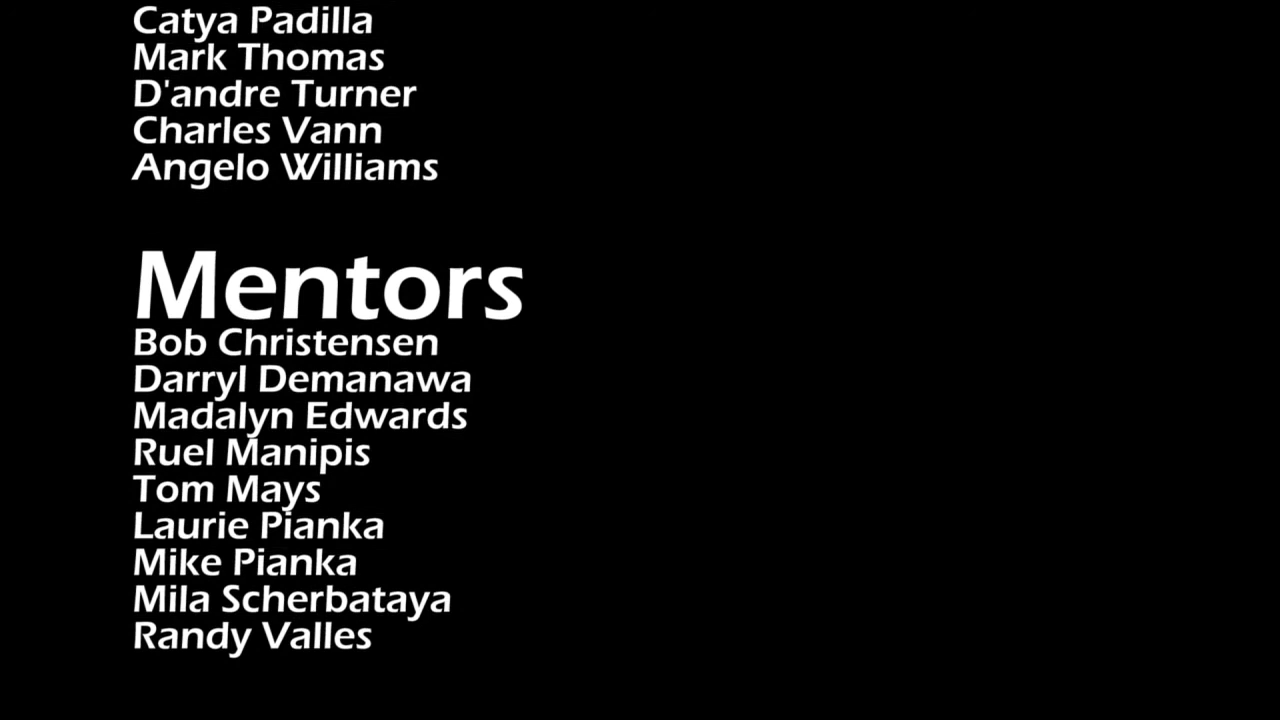 Catya Padilla
Mark Thomas
D'andre Turner
Charles Vann
Angelo Williams
Mentors
Bob Christensen
Darryl Demanawa
Madalyn Edwards
Ruel Manipis
Tom Mays
Laurie Pianka
Mike Pianka
Mila Scherbataya
Randy Valles